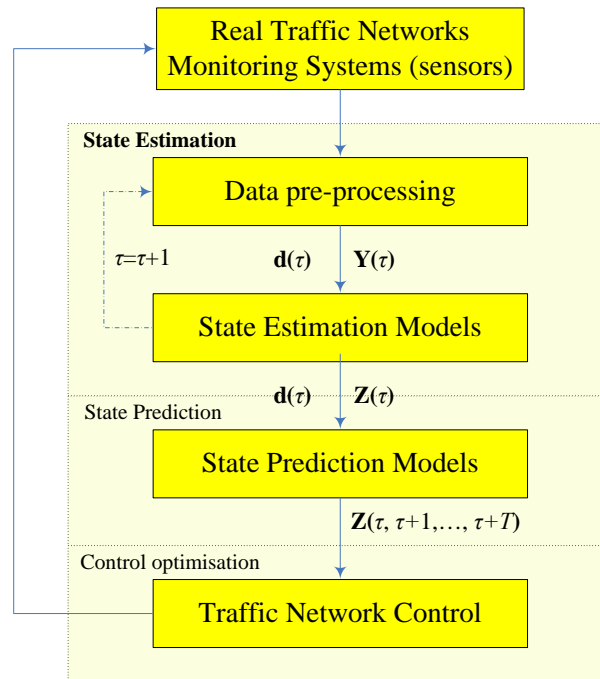 Real Traffic Networks
Monitoring Systems (sensors)
State Estimation
Data pre-processing
τ=τ+1
d(τ) Y(τ)
State Estimation Models
d(τ) Z(τ)
State Prediction
State Prediction Models
Z(τ, τ+1,..., τ+T)
Control optimisation
Traffic Network Control